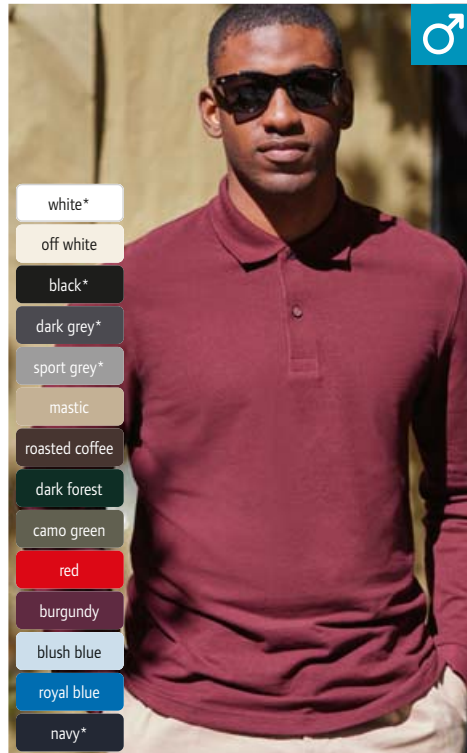 white*
off white
black*
dark grey*
sport grey*
mastic
roasted coffee
dark forest
camo green
red
burgundy
blush blue
royal blue
navy*